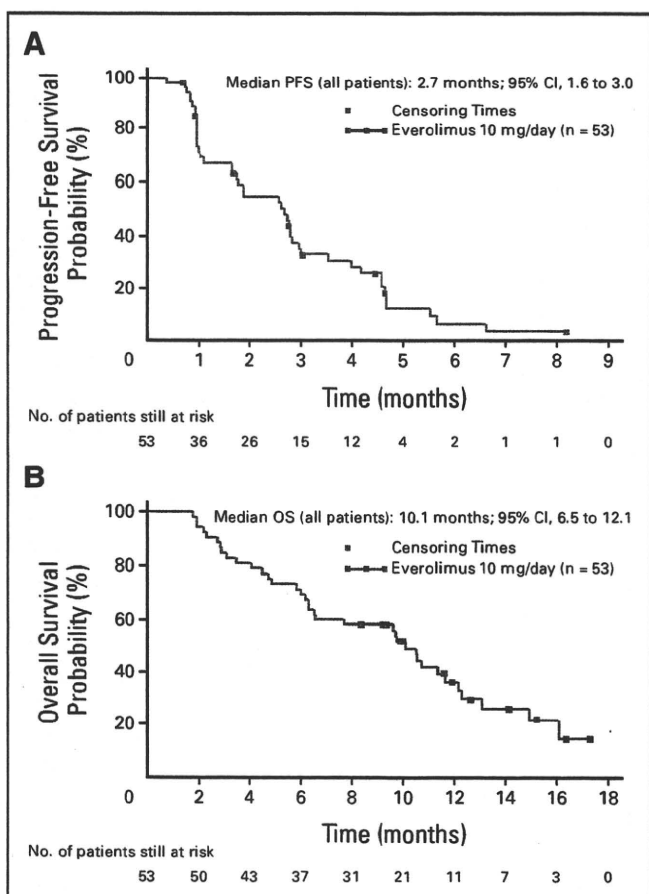 A
Median PFS (all patients): 2.7 months; 95% CI, 1.6 to 3.0
Censoring Times
Everolimus 10 mg/day (n = 53)
Progression-Free Survival
Probability (%)
100
80
60
40
20
0 1 2 3 4 5 6 7 8 9
Time (months)
No. of patients still at risk
53 36 26 15 12 4 2 1 1 0
B
Median OS (all patients): 10.1 months; 95% CI, 6.5 to 12.1
Censoring Times
Everolimus 10 mg/day (n = 53)
Overall Survival
Probability (%)
100
80
60
40
20
0 2 4 6 8 10 12 14 16 18
Time (months)
No. of patients still at risk
53 50 43 37 31 21 11 7 3 0